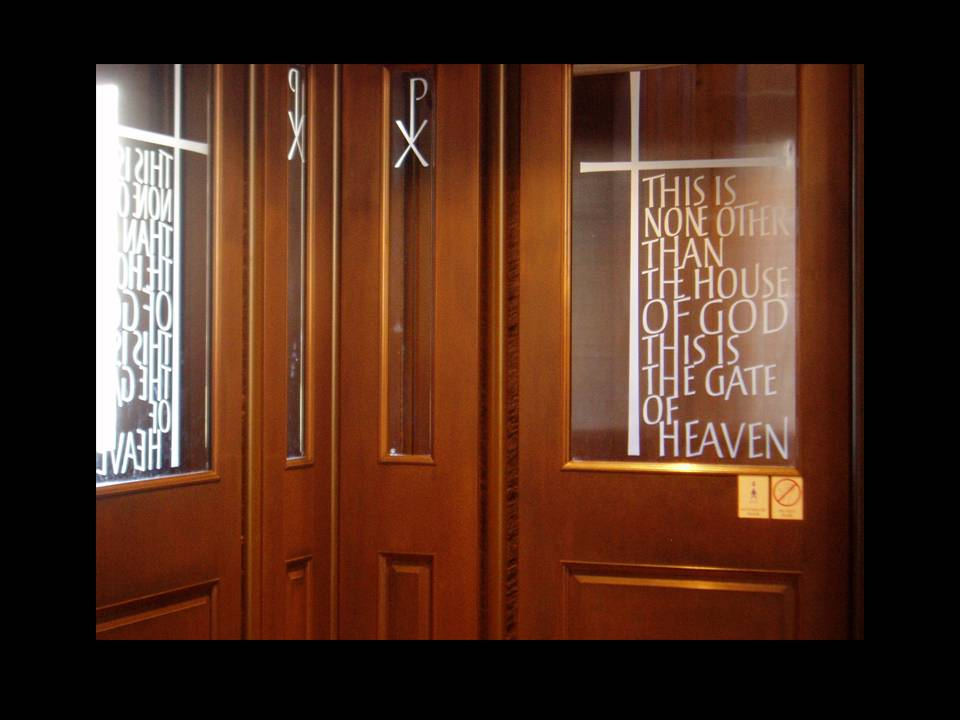 THIS IS
NONE OTHER
THAN
THE HOUSE
OF GOD
THIS IS
THE GATE
OF
HEAVEN